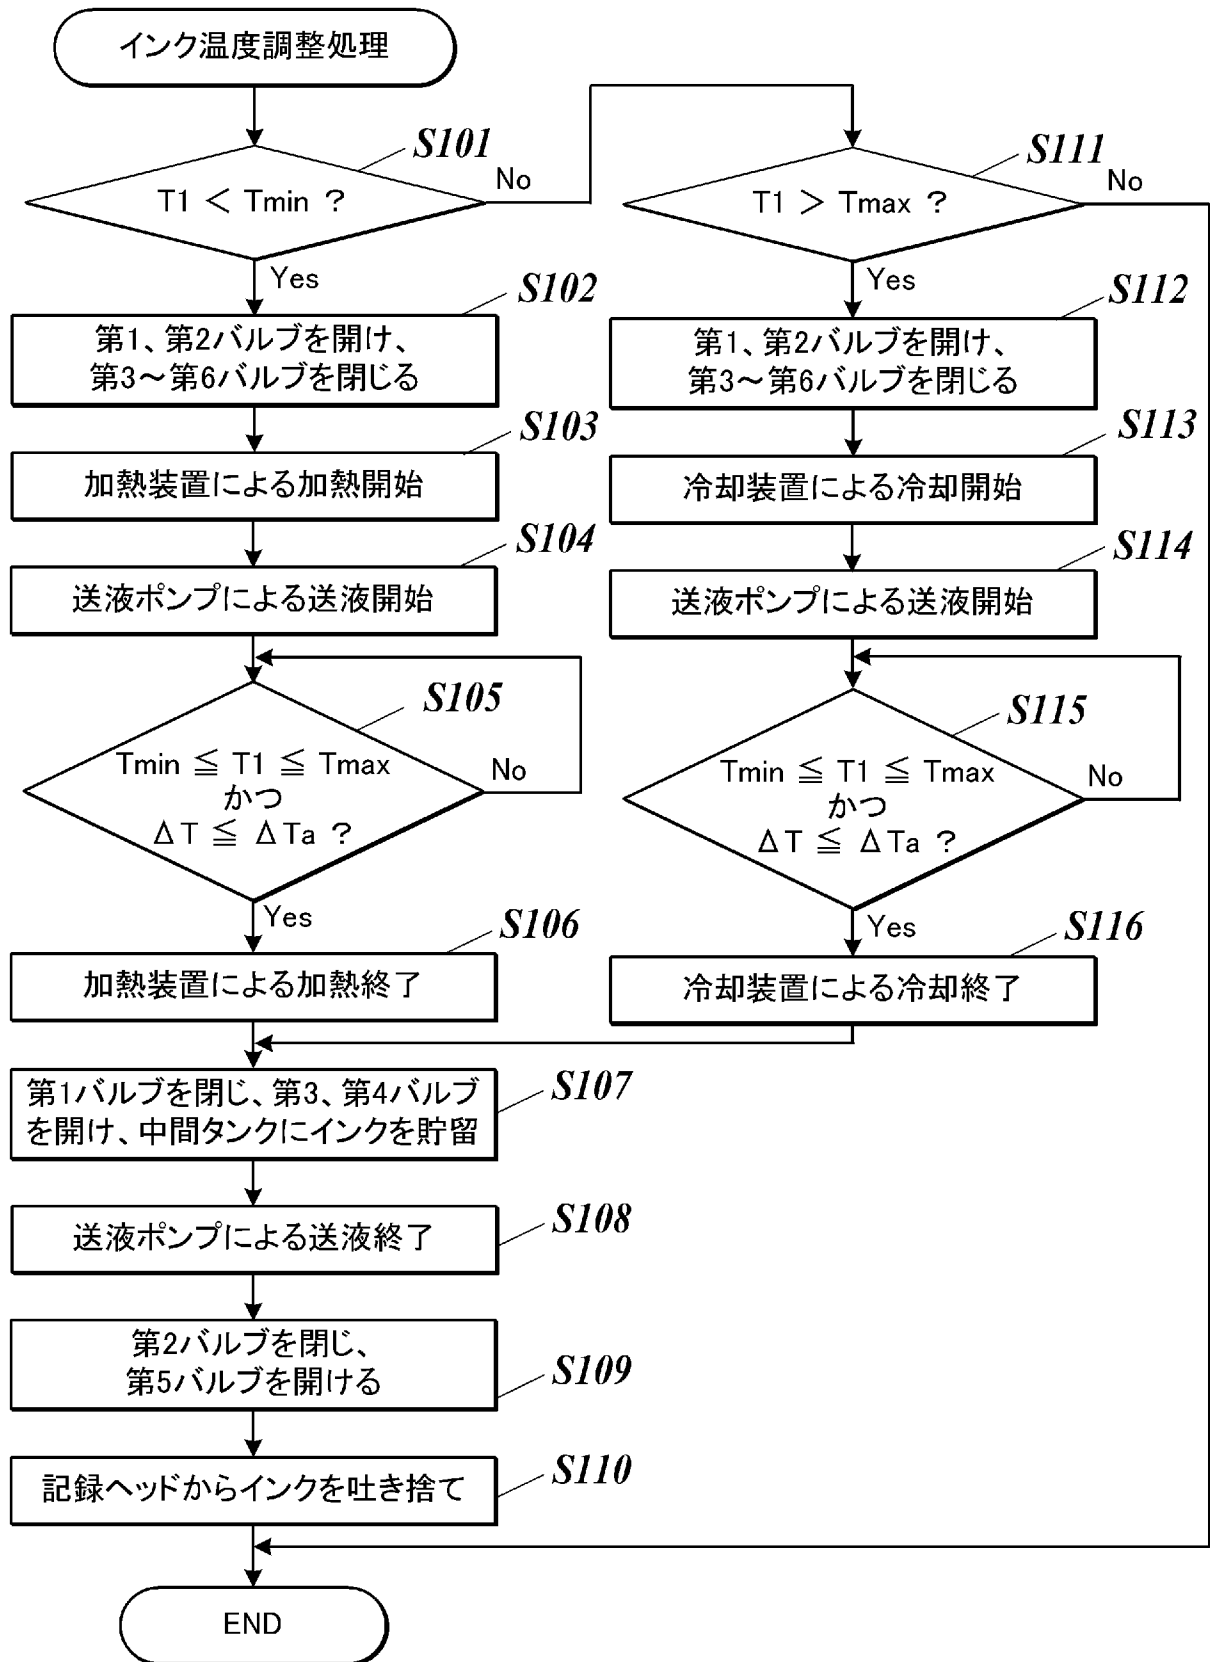 インク温度調整処理
S101
T1 < Tmin ?
No
Yes
S102
第1、第2バルブを開け、
第3～第6バルブを閉じる
S103
加熱装置による加熱開始
S104
送液ポンプによる送液開始
S105
Tmin ≦ T1 ≦ Tmax
かつ
ΔT ≦ ΔTa ?
No
Yes
S106
加熱装置による加熱終了
S107
第1バルブを閉じ、第3、第4バルブ
を開け、中間タンクにインクを貯留
S108
送液ポンプによる送液終了
S109
第2バルブを閉じ、
第5バルブを開ける
S110
記録ヘッドからインクを吐き捨て
END
S111
T1 > Tmax ?
No
Yes
S112
第1、第2バルブを開け、
第3～第6バルブを閉じる
S113
冷却装置による冷却開始
S114
送液ポンプによる送液開始
S115
Tmin ≦ T1 ≦ Tmax
かつ
ΔT ≦ ΔTa ?
No
Yes
S116
冷却装置による冷却終了